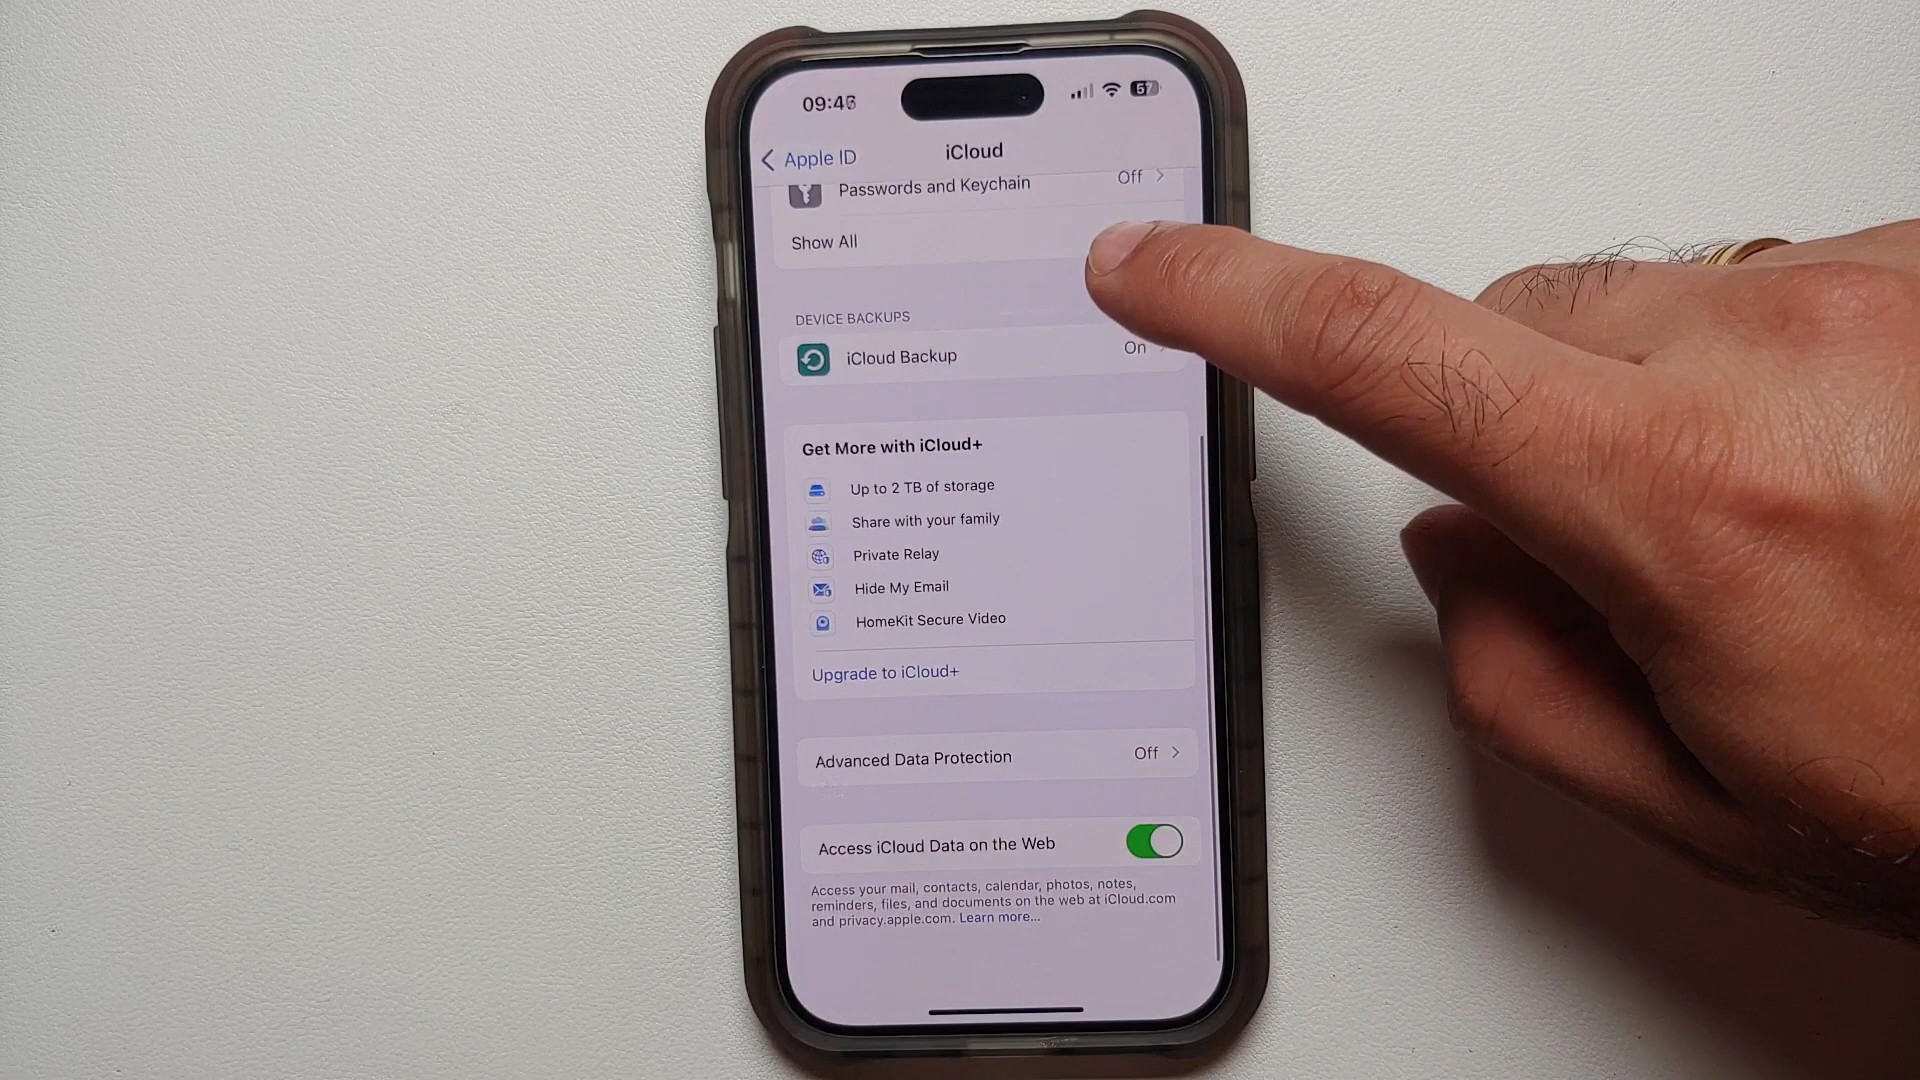 09:46
57
Apple ID
iCloud
Passwords and Keychain Off
Show All
DEVICE BACKUPS
iCloud Backup On
Get More with iCloud+
Up to 2 TB of storage
Share with your family
Private Relay
Hide My Email
HomeKit Secure Video
Upgrade to iCloud+
Advanced Data Protection Off
Access iCloud Data on the Web
Access your mail, contacts, calendar, photos, notes,
reminders, files, and documents on the web at iCloud.com
and privacy.apple.com. Learn more...